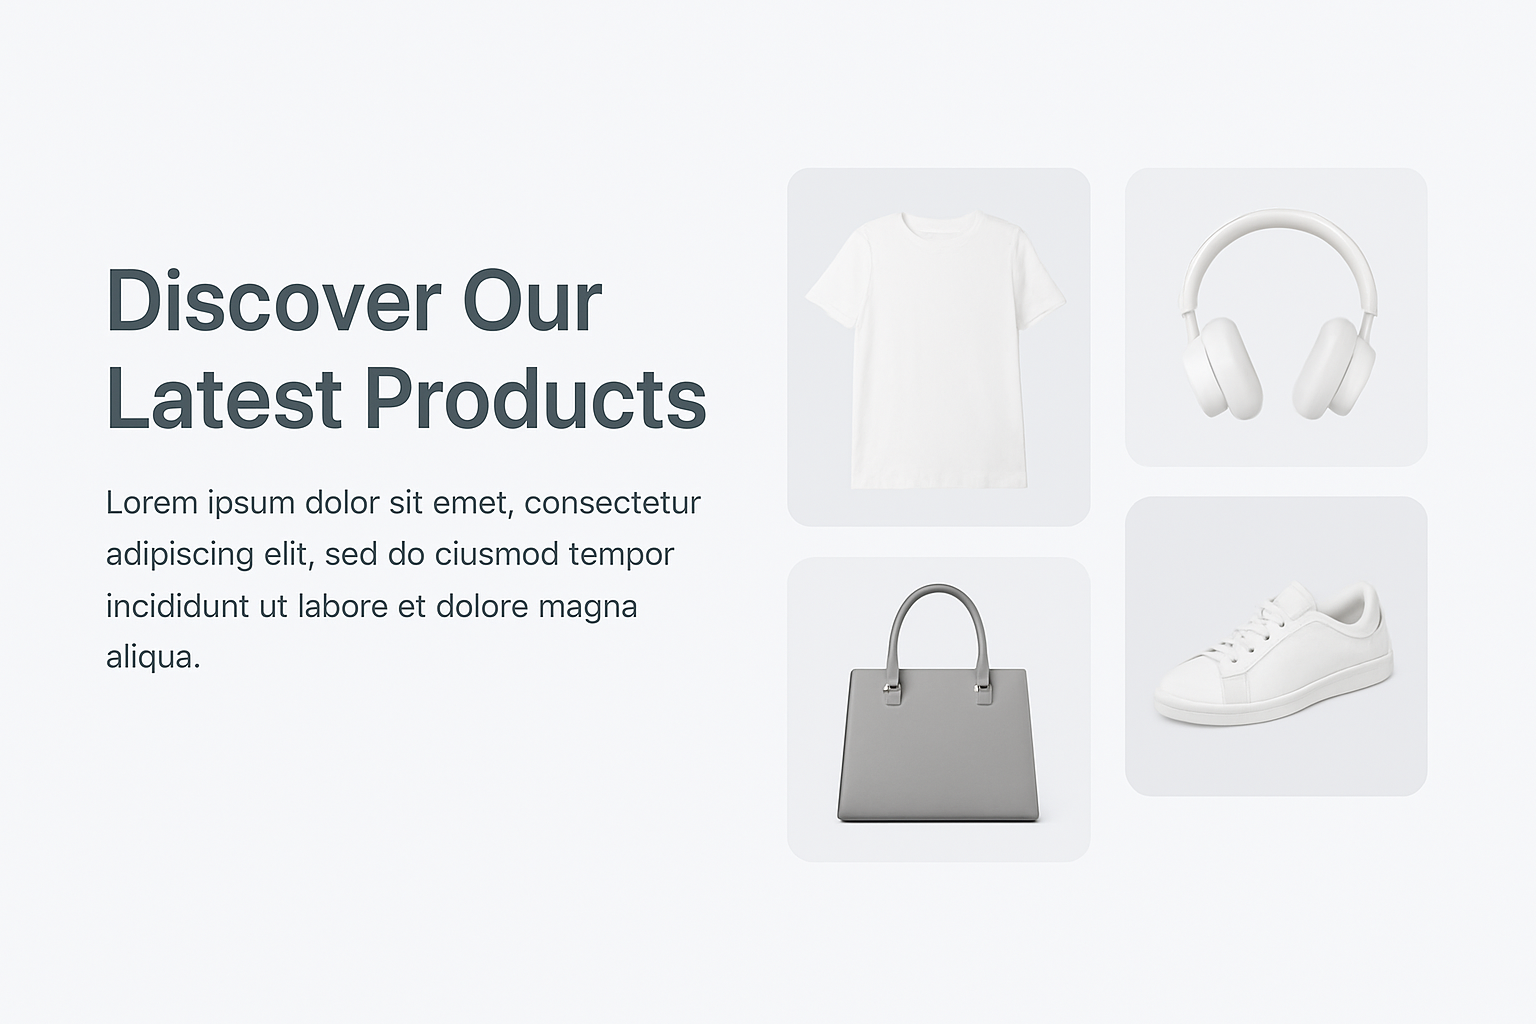 Discover Our
Latest Products
Lorem ipsum dolor sit emet, consectetur
adipiscing elit, sed do ciusmod tempor
incididunt ut labore et dolore magna
aliqua.